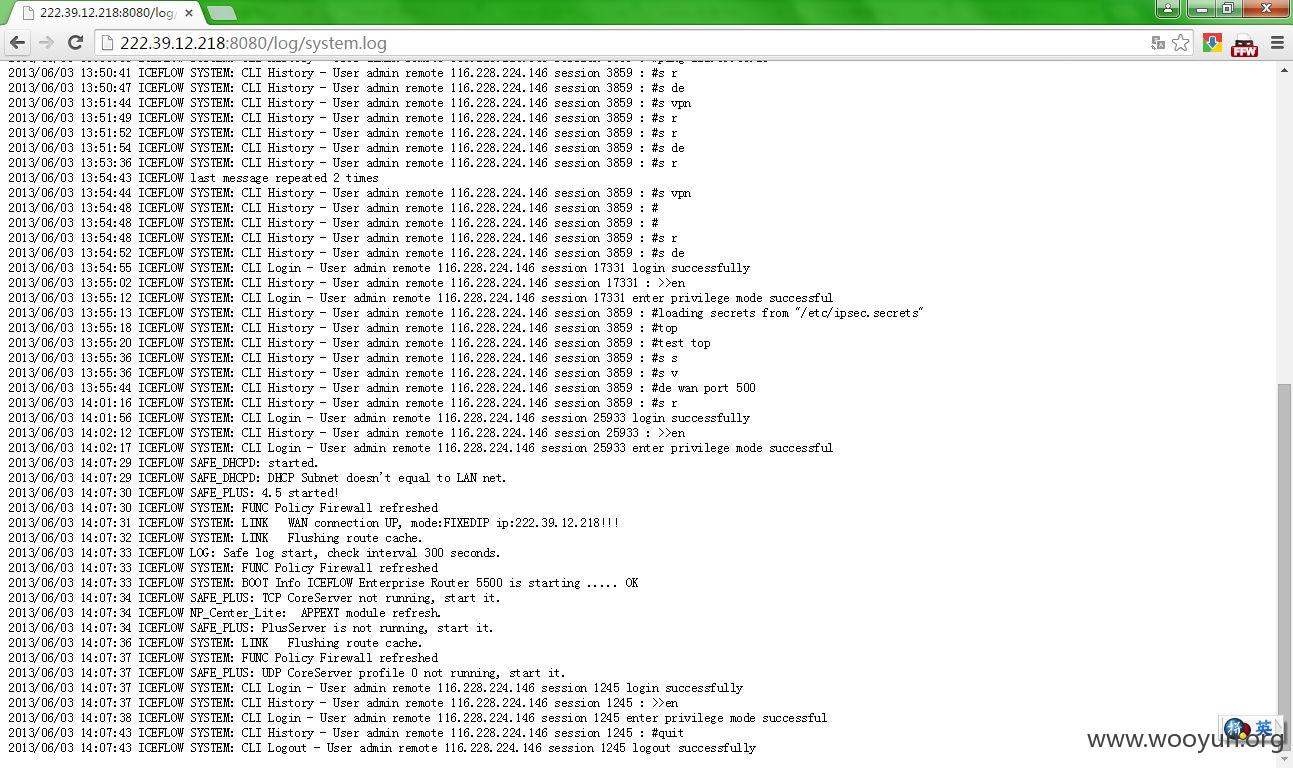 222.39.12.218:8080/log/
222.39.12.218:8080/log/system.log
FFW
2013/06/03 13:50:41 ICEFLOW SYSTEM: CLI History - User admin remote 116.228.224.146 session 3859 : #s r
2013/06/03 13:50:47 ICEFLOW SYSTEM: CLI History - User admin remote 116.228.224.146 session 3859 : #s de
2013/06/03 13:51:44 ICEFLOW SYSTEM: CLI History - User admin remote 116.228.224.146 session 3859 : #s vpn
2013/06/03 13:51:49 ICEFLOW SYSTEM: CLI History - User admin remote 116.228.224.146 session 3859 : #s r
2013/06/03 13:51:52 ICEFLOW SYSTEM: CLI History - User admin remote 116.228.224.146 session 3859 : #s r
2013/06/03 13:51:54 ICEFLOW SYSTEM: CLI History - User admin remote 116.228.224.146 session 3859 : #s de
2013/06/03 13:53:36 ICEFLOW SYSTEM: CLI History - User admin remote 116.228.224.146 session 3859 : #s r
2013/06/03 13:54:43 ICEFLOW last message repeated 2 times
2013/06/03 13:54:44 ICEFLOW SYSTEM: CLI History - User admin remote 116.228.224.146 session 3859 : #s vpn
2013/06/03 13:54:48 ICEFLOW SYSTEM: CLI History - User admin remote 116.228.224.146 session 3859 : #
2013/06/03 13:54:48 ICEFLOW SYSTEM: CLI History - User admin remote 116.228.224.146 session 3859 : #
2013/06/03 13:54:48 ICEFLOW SYSTEM: CLI History - User admin remote 116.228.224.146 session 3859 : #s r
2013/06/03 13:54:52 ICEFLOW SYSTEM: CLI History - User admin remote 116.228.224.146 session 3859 : #s de
2013/06/03 13:54:55 ICEFLOW SYSTEM: CLI Login - User admin remote 116.228.224.146 session 17331 login successfully
2013/06/03 13:55:02 ICEFLOW SYSTEM: CLI History - User admin remote 116.228.224.146 session 17331 : >>en
2013/06/03 13:55:12 ICEFLOW SYSTEM: CLI Login - User admin remote 116.228.224.146 session 17331 enter privilege mode successful
2013/06/03 13:55:13 ICEFLOW SYSTEM: CLI History - User admin remote 116.228.224.146 session 3859 : #loading secrets from "/etc/ipsec.secrets"
2013/06/03 13:55:18 ICEFLOW SYSTEM: CLI History - User admin remote 116.228.224.146 session 3859 : #top
2013/06/03 13:55:20 ICEFLOW SYSTEM: CLI History - User admin remote 116.228.224.146 session 3859 : #test top
2013/06/03 13:55:36 ICEFLOW SYSTEM: CLI History - User admin remote 116.228.224.146 session 3859 : #s s
2013/06/03 13:55:36 ICEFLOW SYSTEM: CLI History - User admin remote 116.228.224.146 session 3859 : #s v
2013/06/03 13:55:44 ICEFLOW SYSTEM: CLI History - User admin remote 116.228.224.146 session 3859 : #de wan port 500
2013/06/03 14:01:16 ICEFLOW SYSTEM: CLI History - User admin remote 116.228.224.146 session 3859 : #s r
2013/06/03 14:01:56 ICEFLOW SYSTEM: CLI Login - User admin remote 116.228.224.146 session 25933 login successfully
2013/06/03 14:02:12 ICEFLOW SYSTEM: CLI History - User admin remote 116.228.224.146 session 25933 : >>en
2013/06/03 14:02:17 ICEFLOW SYSTEM: CLI Login - User admin remote 116.228.224.146 session 25933 enter privilege mode successful
2013/06/03 14:07:29 ICEFLOW SAFE_DHCPD: started.
2013/06/03 14:07:29 ICEFLOW SAFE_DHCPD: DHCP Subnet doesn't equal to LAN net.
2013/06/03 14:07:30 ICEFLOW SAFE_PLUS: 4.5 started!
2013/06/03 14:07:30 ICEFLOW SYSTEM: FUNC Policy Firewall refreshed
2013/06/03 14:07:31 ICEFLOW SYSTEM: LINK WAN connection UP, mode:FIXEDIP ip:222.39.12.218!!!
2013/06/03 14:07:32 ICEFLOW SYSTEM: LINK Flushing route cache.
2013/06/03 14:07:33 ICEFLOW LOG: Safe log start, check interval 300 seconds.
2013/06/03 14:07:33 ICEFLOW SYSTEM: FUNC Policy Firewall refreshed
2013/06/03 14:07:33 ICEFLOW SYSTEM: BOOT Info ICEFLOW Enterprise Router 5500 is starting ..... OK
2013/06/03 14:07:34 ICEFLOW SAFE_PLUS: TCP CoreServer not running, start it.
2013/06/03 14:07:34 ICEFLOW NP_Center_Lite: APPEXT module refresh.
2013/06/03 14:07:34 ICEFLOW SAFE_PLUS: PlusServer is not running, start it.
2013/06/03 14:07:36 ICEFLOW SYSTEM: LINK Flushing route cache.
2013/06/03 14:07:37 ICEFLOW SYSTEM: FUNC Policy Firewall refreshed
2013/06/03 14:07:37 ICEFLOW SAFE_PLUS: UDP CoreServer profile 0 not running, start it.
2013/06/03 14:07:37 ICEFLOW SYSTEM: CLI Login - User admin remote 116.228.224.146 session 1245 login successfully
2013/06/03 14:07:37 ICEFLOW SYSTEM: CLI History - User admin remote 116.228.224.146 session 1245 : >>en
2013/06/03 14:07:38 ICEFLOW SYSTEM: CLI Login - User admin remote 116.228.224.146 session 1245 enter privilege mode successful
2013/06/03 14:07:43 ICEFLOW SYSTEM: CLI History - User admin remote 116.228.224.146 session 1245 : #quit
2013/06/03 14:07:43 ICEFLOW SYSTEM: CLI Logout - User admin remote 116.228.224.146 session 1245 logout successfully
英
www.wooyun.org